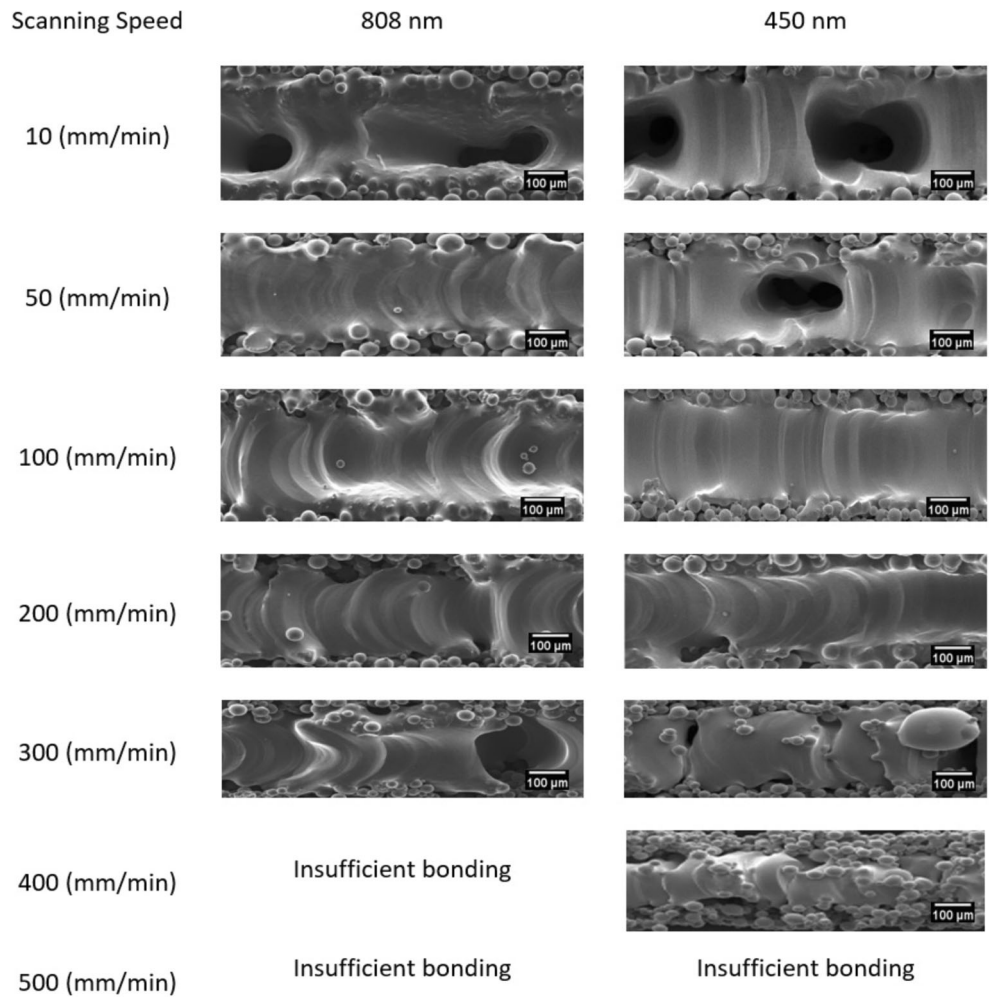 Scanning Speed 808 nm 450 nm
10 (mm/min)
100 µm 100 µm
50 (mm/min)
100 µm 100 µm
100 (mm/min)
100 µm 100 µm
200 (mm/min)
100 µm 100 µm
300 (mm/min)
100 µm 100 µm
400 (mm/min) Insufficient bonding
100 µm
500 (mm/min) Insufficient bonding Insufficient bonding